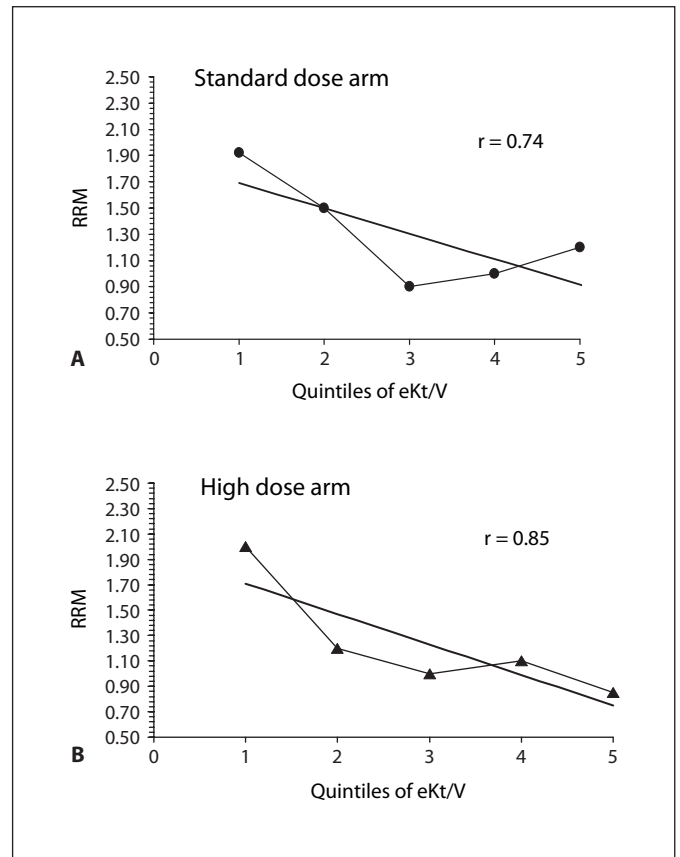 Standard dose arm
r = 0.74
RRM
2.50
2.30
2.10
1.90
1.70
1.50
1.30
1.10
0.90
0.70
0.50
0 1 2 3 4 5
A
Quintiles of eKt/V
High dose arm
r = 0.85
RRM
2.50
2.30
2.10
1.90
1.70
1.50
1.30
1.10
0.90
0.70
0.50
0 1 2 3 4 5
B
Quintiles of eKt/V